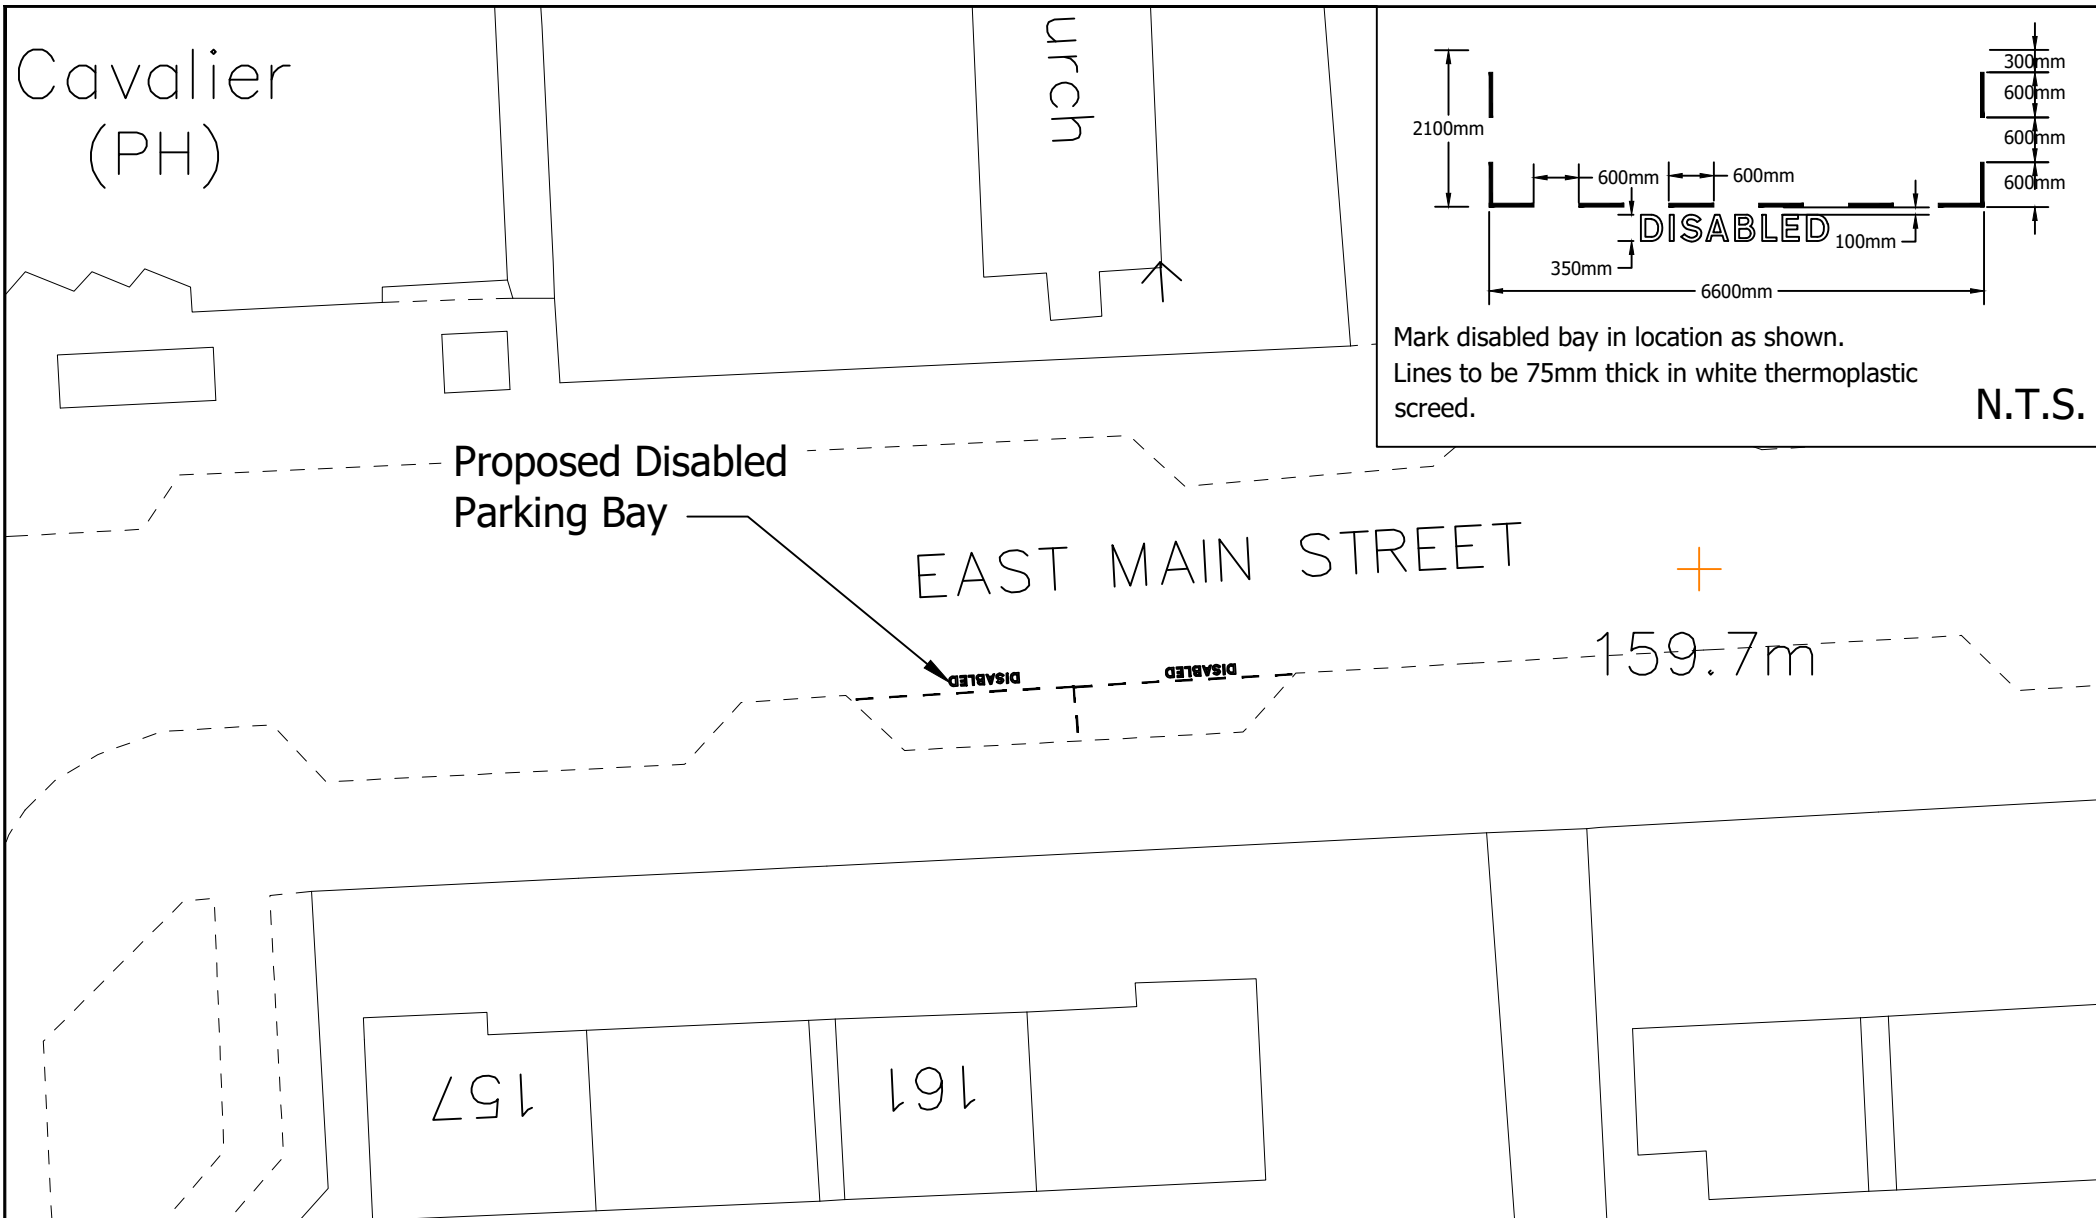 Cavalier
(PH)
urch
2100mm
600mm
600mm
300mm
600mm
600mm
600mm
DISABLED
100mm
350mm
6600mm
Mark disabled bay in location as shown.
Lines to be 75mm thick in white thermoplastic
screed.
N.T.S.
Proposed Disabled
Parking Bay
EAST MAIN STREET
159.7m
DISABLED
DISABLED
157
161